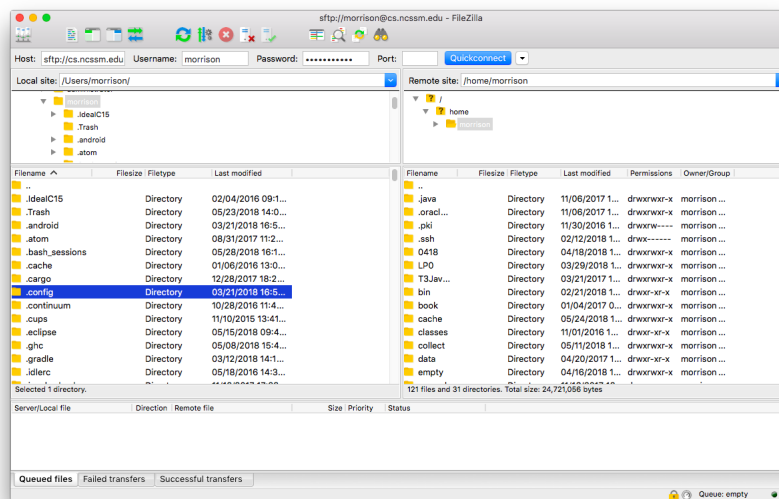 sftp://morrison@cs.ncssm.edu - FileZilla
Host: sftp://cs.ncssm.edu Username: morrison Password: ••••••••••• Port: Quickconnect
Local site: /Users/morrison/
morrison
.IdeaIC15
.Trash
.android
.atom
Remote site: /home/morrison
/
home
morrison
Filename Filesize Filetype Last modified
..
.IdeaIC15 Directory 02/04/2016 09:1...
.Trash Directory 05/23/2018 14:0...
.android Directory 03/21/2018 16:5...
.atom Directory 08/31/2017 11:2...
.bash_sessions Directory 05/28/2018 16:1...
.cache Directory 01/06/2016 13:0...
.cargo Directory 12/28/2017 18:2...
.config Directory 03/21/2018 16:5...
.continuum Directory 10/28/2016 11:4...
.cups Directory 11/10/2015 13:41...
.eclipse Directory 05/15/2018 09:4...
.ghc Directory 05/08/2018 15:4...
.gradle Directory 03/12/2018 14:1...
.idlerc Directory 05/18/2016 14:3...
Selected 1 directory.
Filename Filesize Filetype Last modified Permissions Owner/Group
..
.java Directory 11/06/2017 1... drwxrwxr-x morrison ...
.oracl... Directory 11/06/2017 1... drwxrwxr-x morrison ...
.pki Directory 11/30/2016 1... drwxrw---- morrison ...
.ssh Directory 02/12/2018 1... drwx------ morrison ...
0418 Directory 04/18/2018 1... drwxrwxr-x morrison ...
LP0 Directory 03/29/2018 1... drwxrwxr-x morrison ...
T3Jav... Directory 03/21/2017 1... drwxrwxr-x morrison ...
bin Directory 02/21/2018 1... drwxr-xr-x morrison ...
book Directory 01/04/2017 0... drwxrwxr-x morrison ...
cache Directory 05/24/2018 1... drwxrwxr-x morrison ...
classes Directory 11/01/2016 1... drwxr-xr-x morrison ...
collect Directory 05/11/2018 1... drwxrwxr-x morrison ...
data Directory 04/20/2017 1... drwxr-xr-x morrison ...
empty Directory 04/16/2018 1... drwxrwxr-x morrison ...
121 files and 31 directories. Total size: 24,721,056 bytes
Server/Local file Direction Remote file Size Priority Status
Queued files Failed transfers Successful transfers
Queue: empty